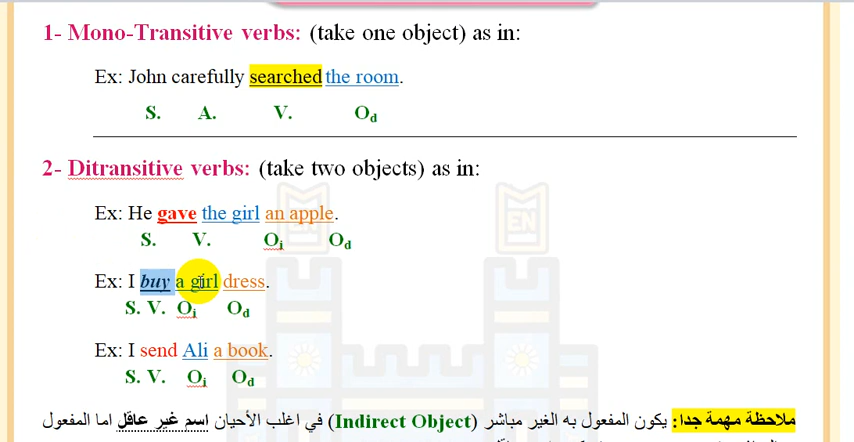 1- Mono-Transitive verbs: (take one object) as in:
Ex: John carefully searched the room.
S. A. V. Od
2- Ditransitive verbs: (take two objects) as in:
Ex: He gave the girl an apple.
S. V. Oi Od
Ex: I buy a girl dress.
S. V. Oi Od
Ex: I send Ali a book.
S. V. Oi Od
ملاحظة مهمة جدا: يكون المفعول به الغير مباشر (Indirect Object) في اغلب الأحيان اسم غير عاقل اما المفعول
EN